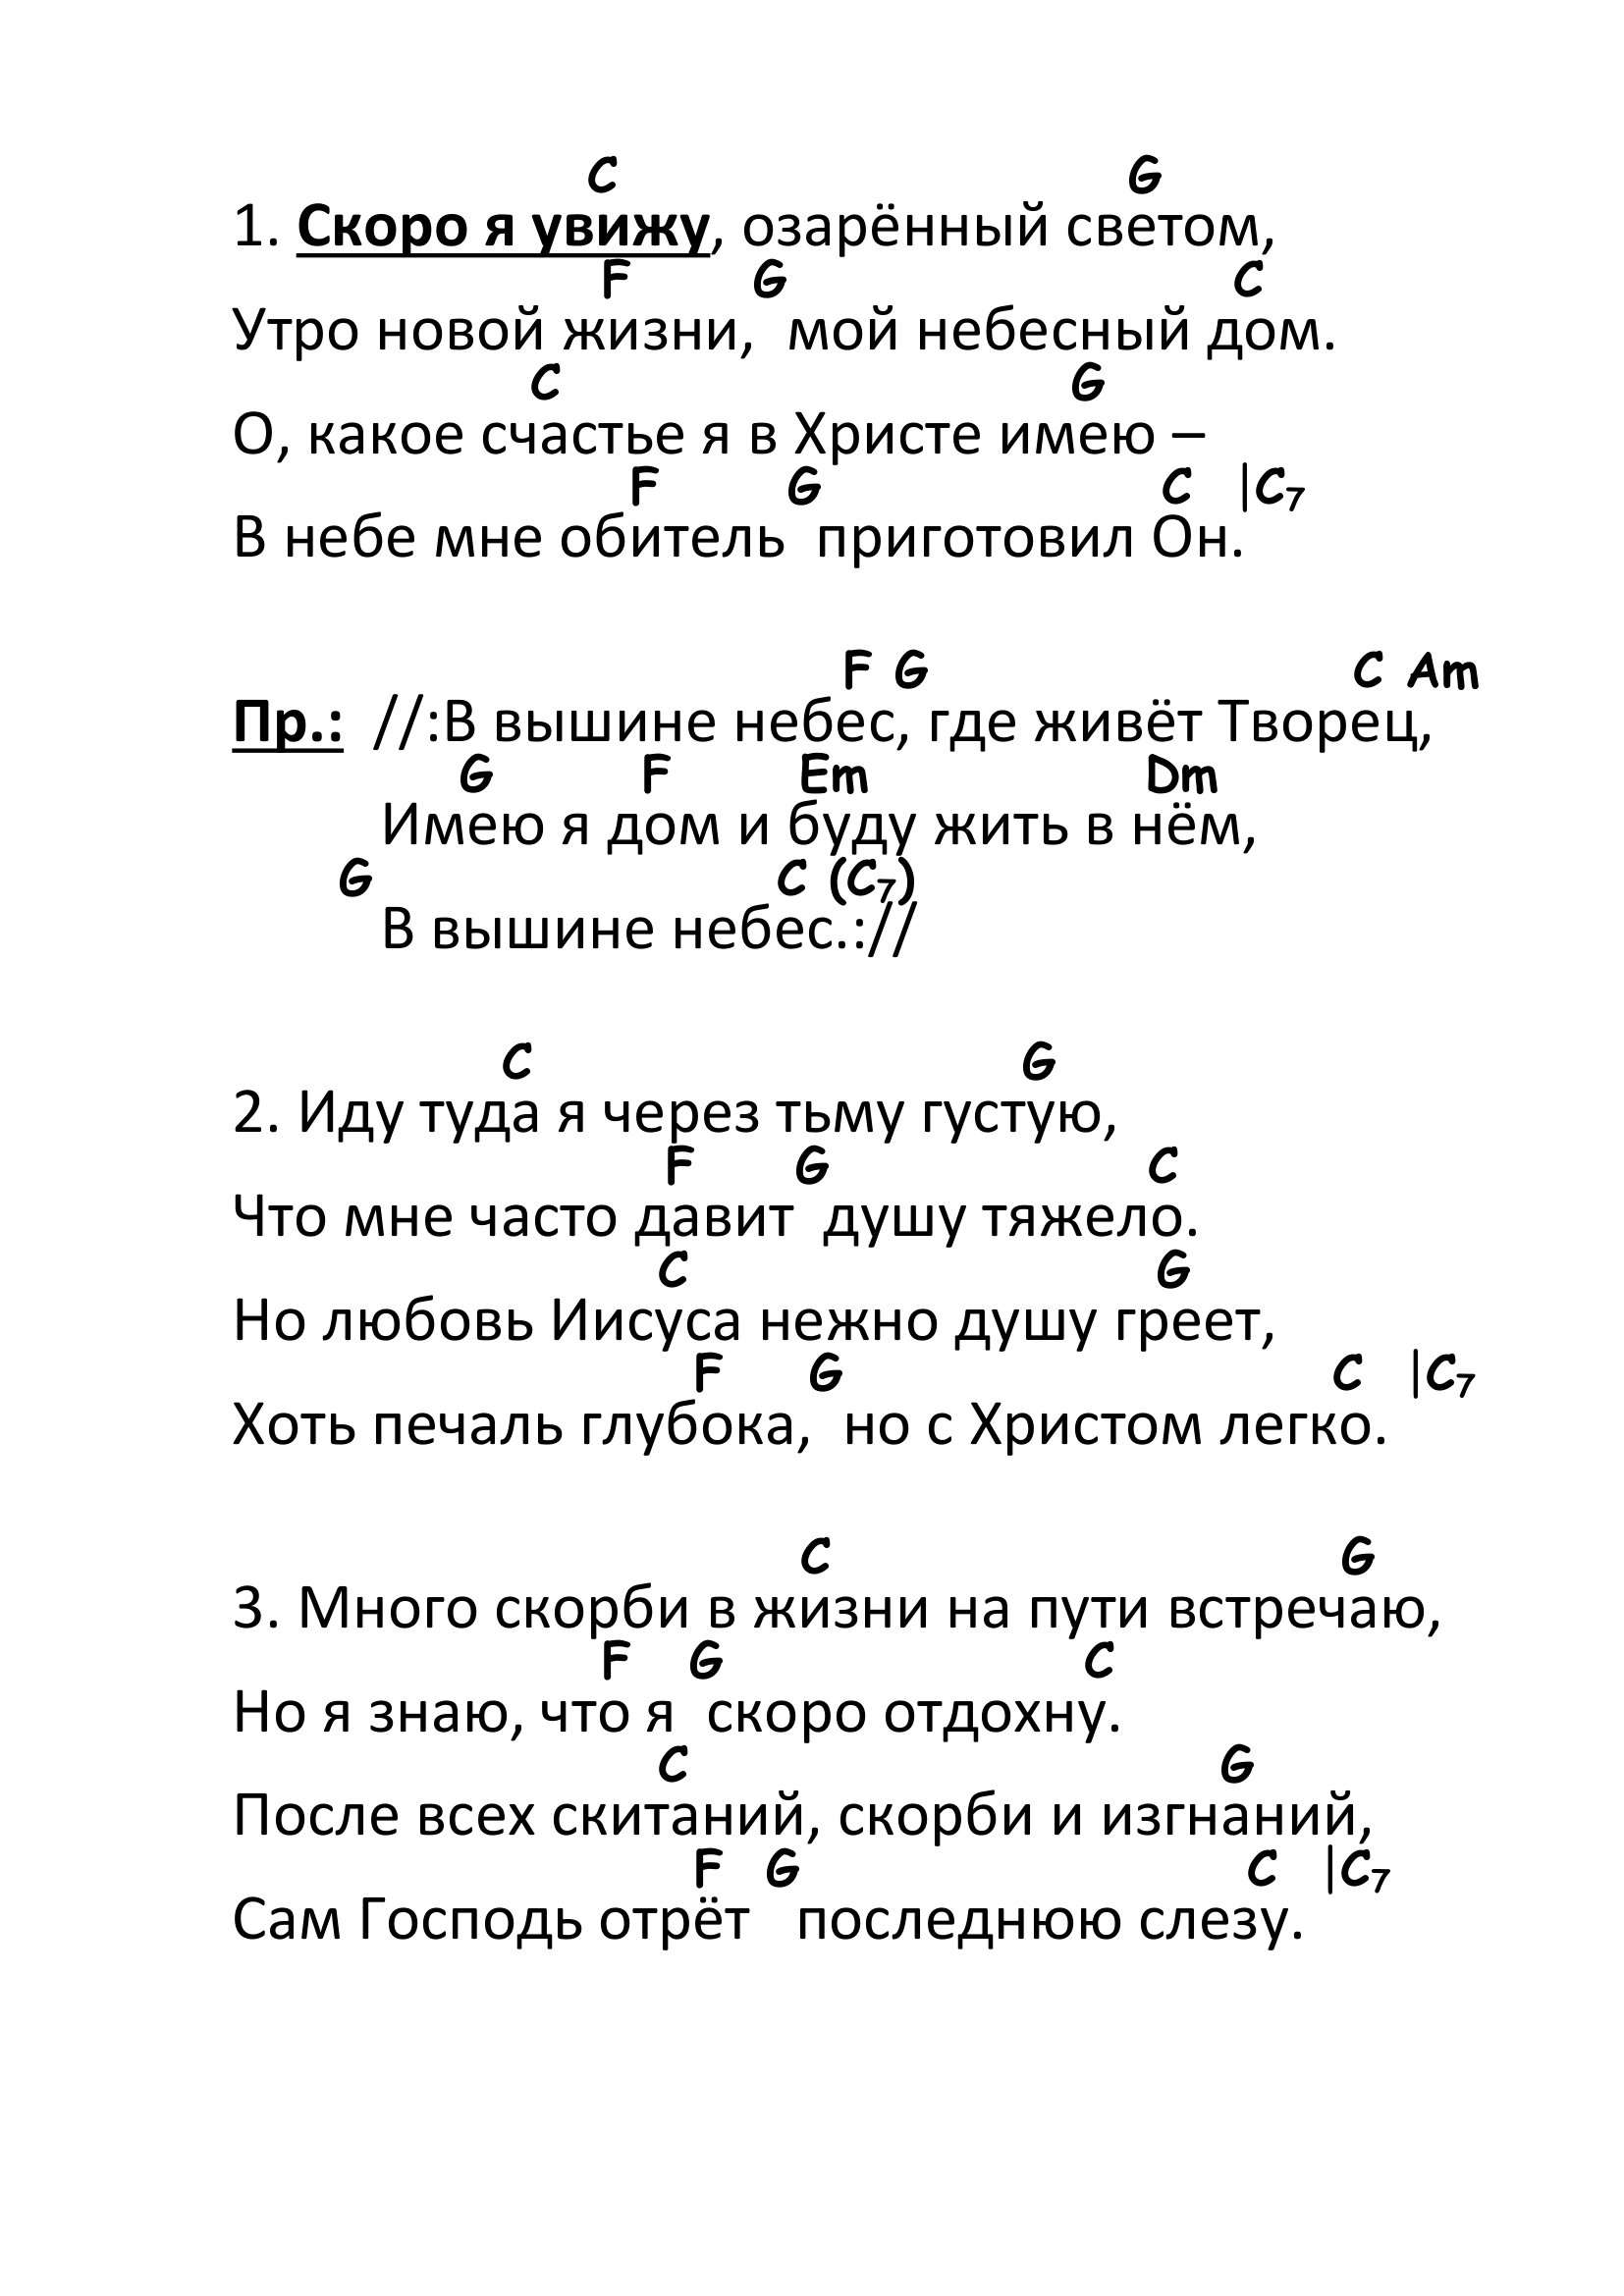 C G
1. Скоро я увижу, озарённый светом,
F G C
Утро новой жизни, мой небесный дом.
C G
О, какое счастье я в Христе имею –
F G C |C₇
В небе мне обитель приготовил Он.
F G C Am
Пр.: //:В вышине небес, где живёт Творец,
G F Em Dm
Имею я дом и буду жить в нём,
G C (C₇)
В вышине небес.://
C G
2. Иду туда я через тьму густую,
F G C
Что мне часто давит душу тяжело.
C G
Но любовь Иисуса нежно душу греет,
F G C |C₇
Хоть печаль глубока, но с Христом легко.
C G
3. Много скорби в жизни на пути встречаю,
F G C
Но я знаю, что я скоро отдохну.
C G
После всех скитаний, скорби и изгнаний,
F G C |C₇
Сам Господь отрёт последнюю слезу.